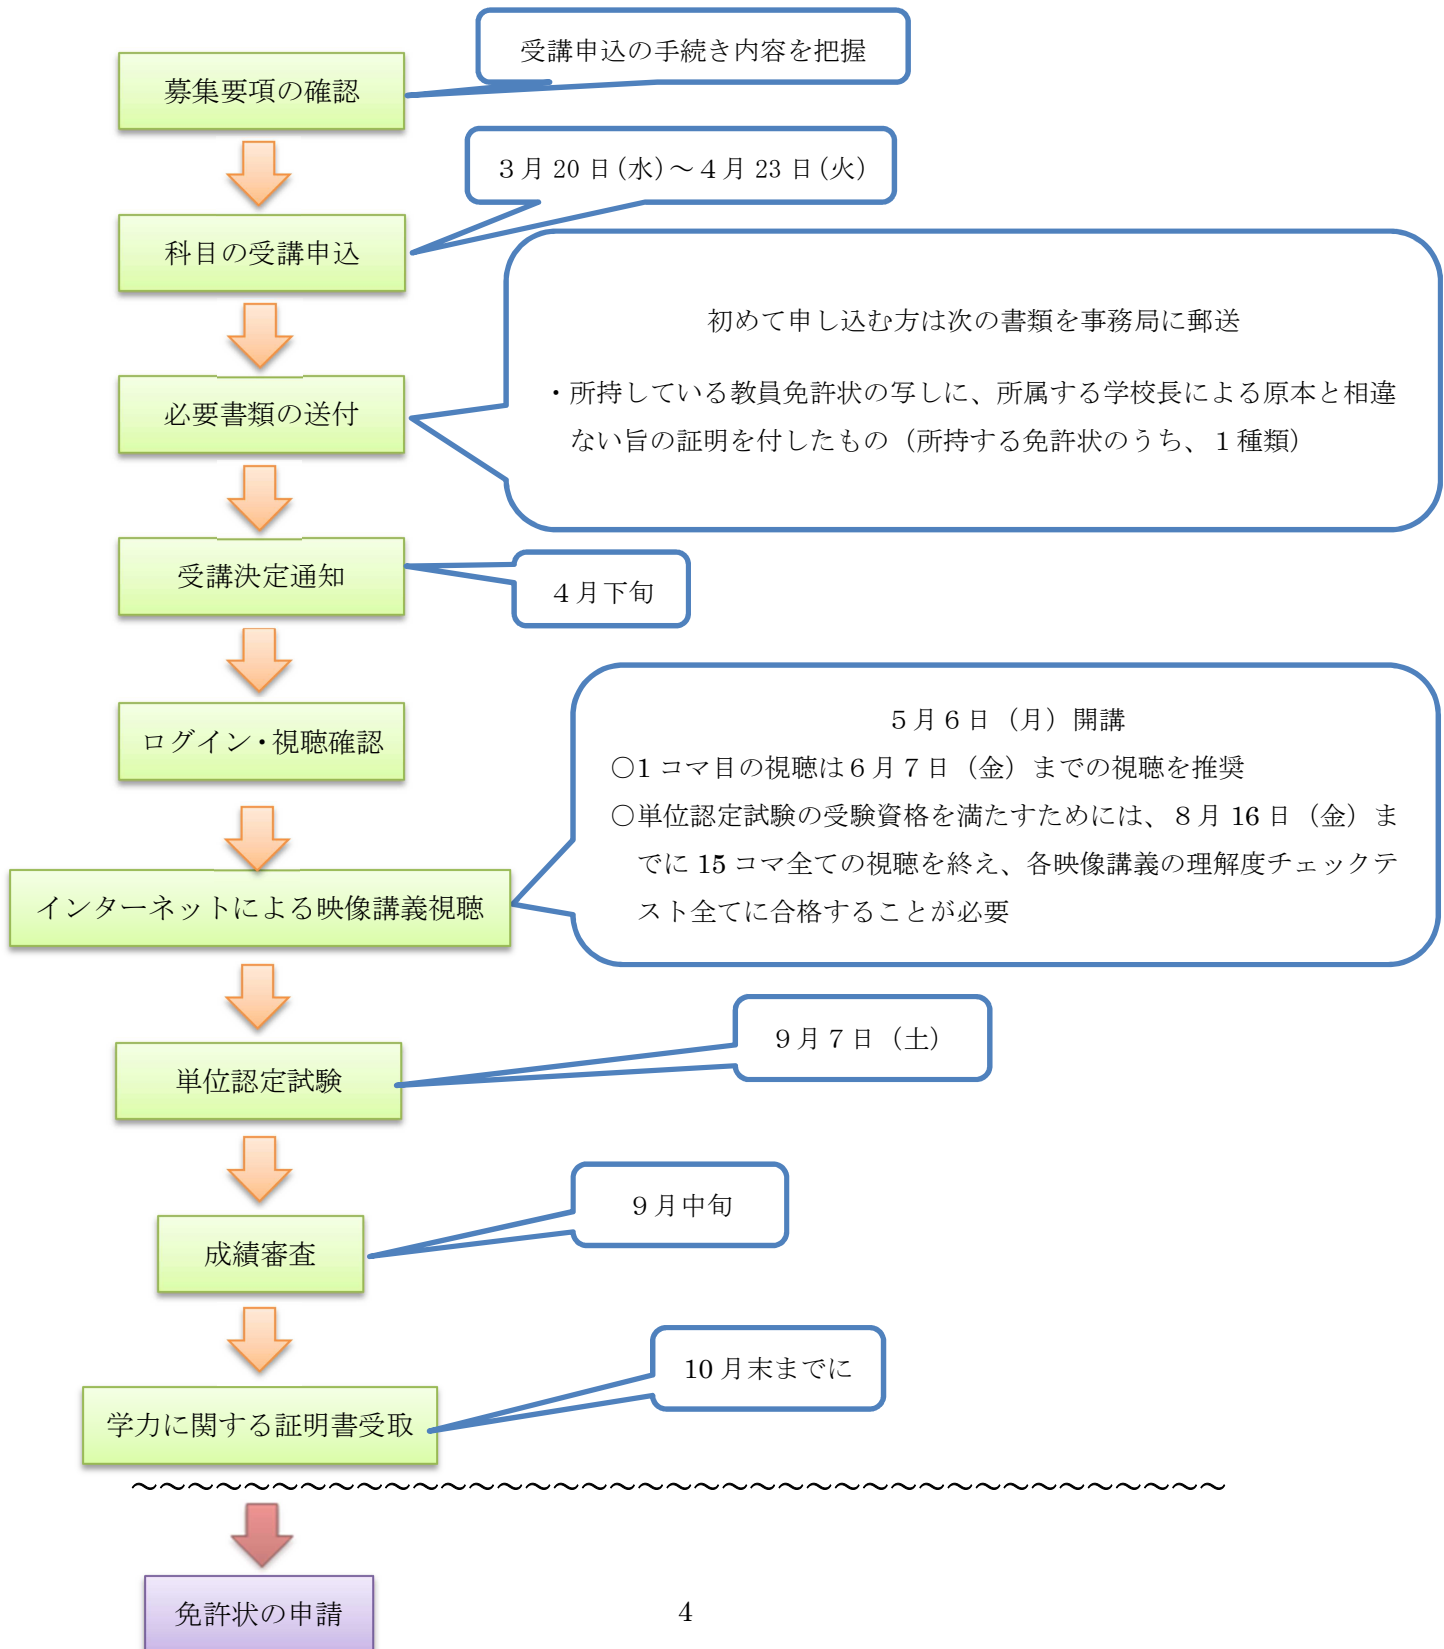 受講申込の手続き内容を把握
募集要項の確認
３月 20 日(水)～４月 23 日(火)
科目の受講申込
初めて申し込む方は次の書類を事務局に郵送
・所持している教員免許状の写しに、所属する学校長による原本と相違
ない旨の証明を付したもの（所持する免許状のうち、１種類）
必要書類の送付
受講決定通知
４月下旬
ログイン・視聴確認
５月６日（月）開講
○1 コマ目の視聴は６月７日（金）までの視聴を推奨
○単位認定試験の受験資格を満たすためには、８月 16 日（金）ま
でに 15 コマ全ての視聴を終え、各映像講義の理解度チェックテ
スト全てに合格することが必要
インターネットによる映像講義視聴
９月７日（土）
単位認定試験
９月中旬
成績審査
10 月末までに
学力に関する証明書受取
～～～～～～～～～～～～～～～～～～～～～～～～～～～～～～～～～～～～～～～
免許状の申請
4